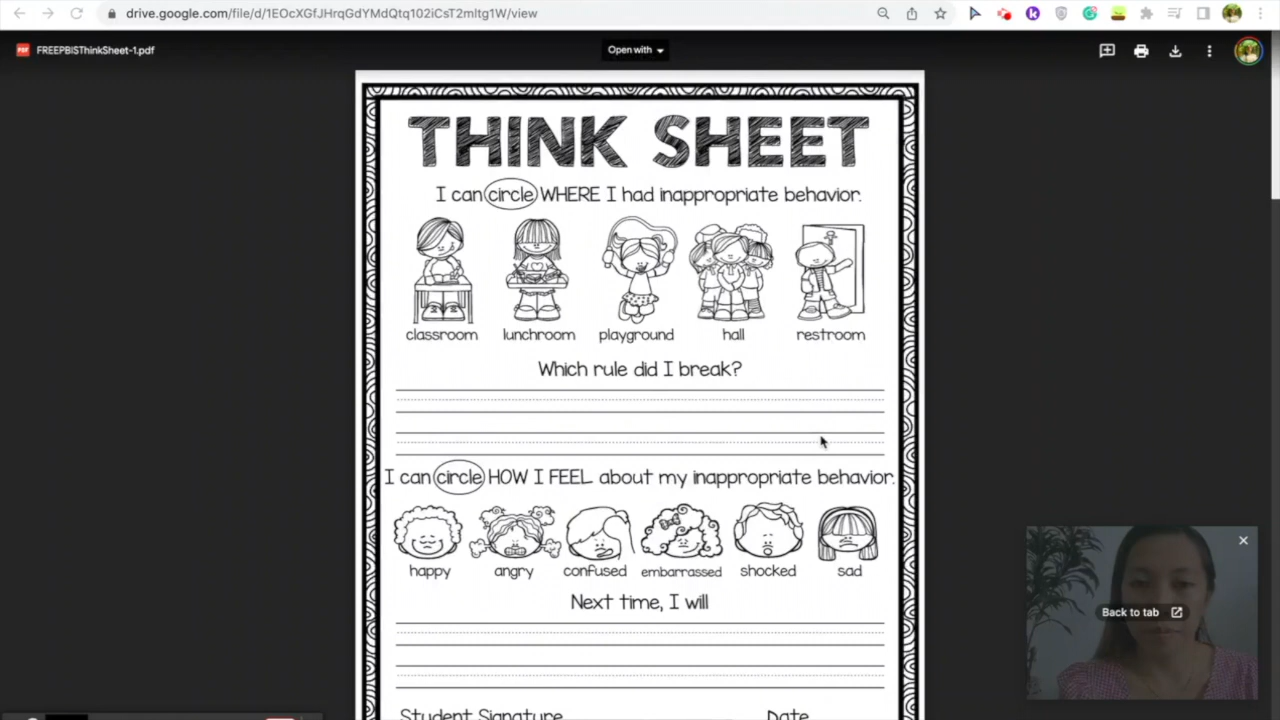 drive.google.com/file/d/1EOcXGfJHrqGdYMdQtq102iCsT2mItg1W/view
FREEPBISThinkSheet-1.pdf
Open with
THINK SHEET
I can circle WHERE I had inappropriate behavior.
classroom lunchroom playground hall restroom
Which rule did I break?
I can circle HOW I FEEL about my inappropriate behavior.
happy angry confused embarrassed shocked sad
Next time, I will
Back to tab
Student Signature Date